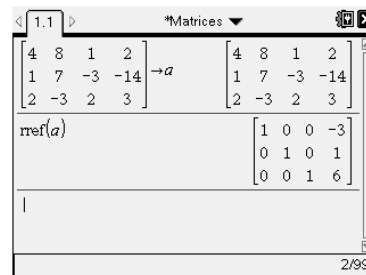 1.1 *Matrices
4 8 1 2 4 8 1 2
1 7 -3 -14 →a 1 7 -3 -14
2 -3 2 3 2 -3 2 3
rref(a) 1 0 0 -3
0 1 0 1
0 0 1 6
2/99